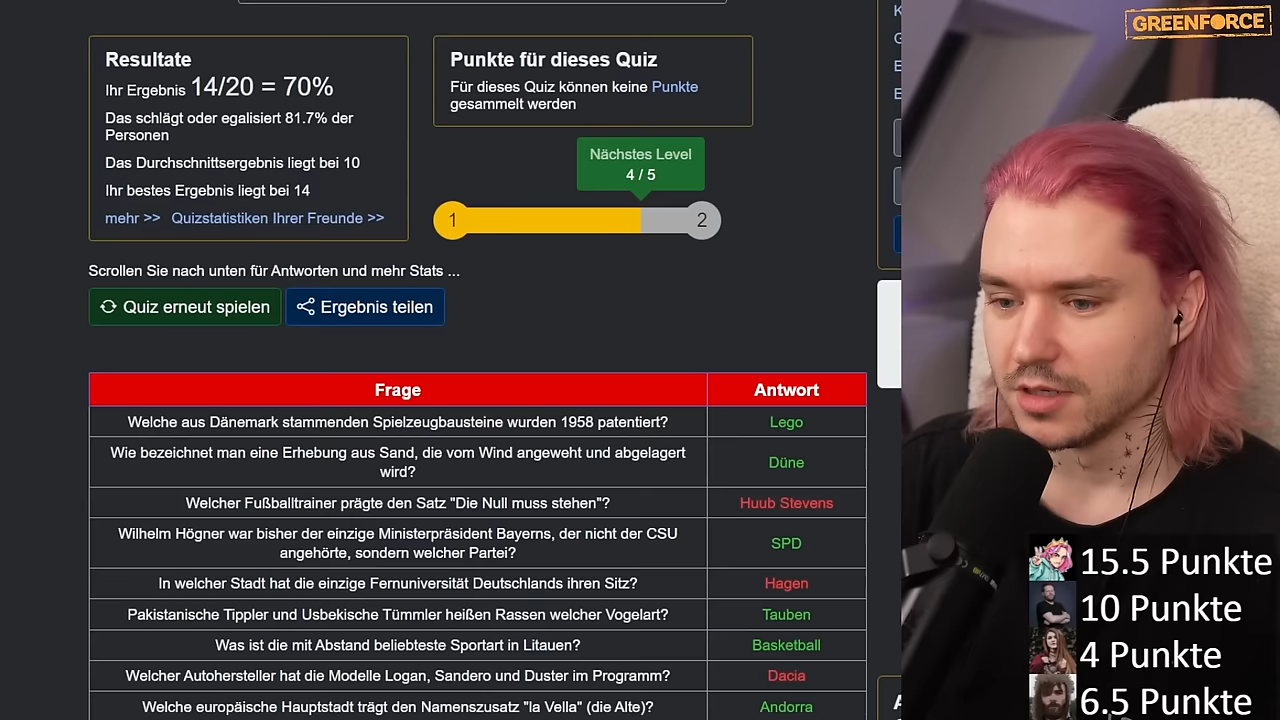 GREENFORCE
Resultate
Ihr Ergebnis 14/20 = 70%
Das schlägt oder egalisiert 81.7% der
Personen
Das Durchschnittsergebnis liegt bei 10
Ihr bestes Ergebnis liegt bei 14
mehr >> Quizstatistiken Ihrer Freunde >>
Punkte für dieses Quiz
Für dieses Quiz können keine Punkte
gesammelt werden
Nächstes Level
4 / 5
1
2
Scrollen Sie nach unten für Antworten und mehr Stats ...
Quiz erneut spielen
Ergebnis teilen
Frage Antwort
Welche aus Dänemark stammenden Spielzeugbausteine wurden 1958 patentiert? Lego
Wie bezeichnet man eine Erhebung aus Sand, die vom Wind angeweht und abgelagert
wird?
Düne
Welcher Fußballtrainer prägte den Satz "Die Null muss stehen"? Huub Stevens
Wilhelm Högner war bisher der einzige Ministerpräsident Bayerns, der nicht der CSU
angehörte, sondern welcher Partei?
SPD
In welcher Stadt hat die einzige Fernuniversität Deutschlands ihren Sitz? Hagen
Pakistanische Tippler und Usbekische Tümmler heißen Rassen welcher Vogelart? Tauben
Was ist die mit Abstand beliebteste Sportart in Litauen? Basketball
Welcher Autohersteller hat die Modelle Logan, Sandero und Duster im Programm? Dacia
Welche europäische Hauptstadt trägt den Namenszusatz "la Vella" (die Alte)? Andorra
15.5 Punkte
10 Punkte
4 Punkte
6.5 Punkte